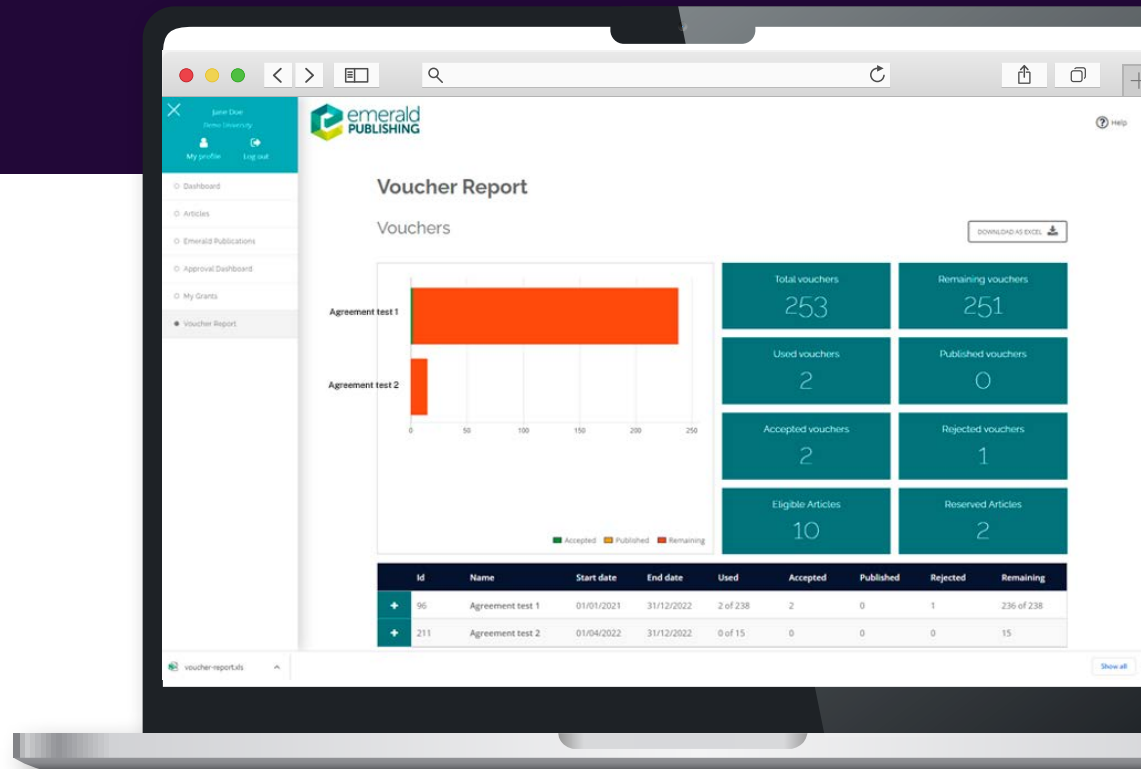 Jane Doe
Demo University
My profile Log out
emerald
PUBLISHING
Help
Dashboard
Articles
Emerald Publications
Approval Dashboard
My Grants
Voucher Report
Voucher Report
Vouchers
DOWNLOAD AS EXCEL
Agreement test 1
Agreement test 2
0 50 100 150 200 250
Accepted Published Remaining
Total vouchers
253
Remaining vouchers
251
Used vouchers
2
Published vouchers
0
Accepted vouchers
2
Rejected vouchers
1
Eligible Articles
10
Reserved Articles
2
Id Name Start date End date Used Accepted Published Rejected Remaining
96 Agreement test 1 01/01/2021 31/12/2022 2 of 238 2 0 1 236 of 238
211 Agreement test 2 01/04/2022 31/12/2022 0 of 15 0 0 0 15
voucher-report.xls
Show all